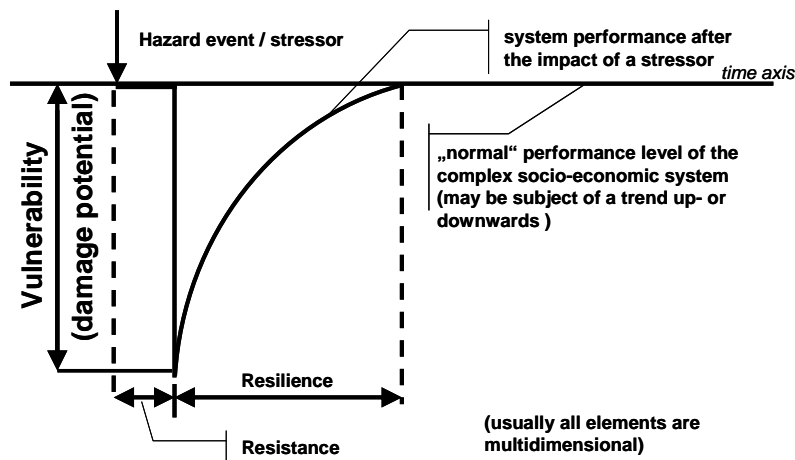 Hazard event / stressor
system performance after
the impact of a stressor
time axis
„normal“ performance level of the
complex socio-economic system
(may be subject of a trend up- or
downwards )
Vulnerability
(damage potential)
Resilience
Resistance
(usually all elements are
multidimensional)